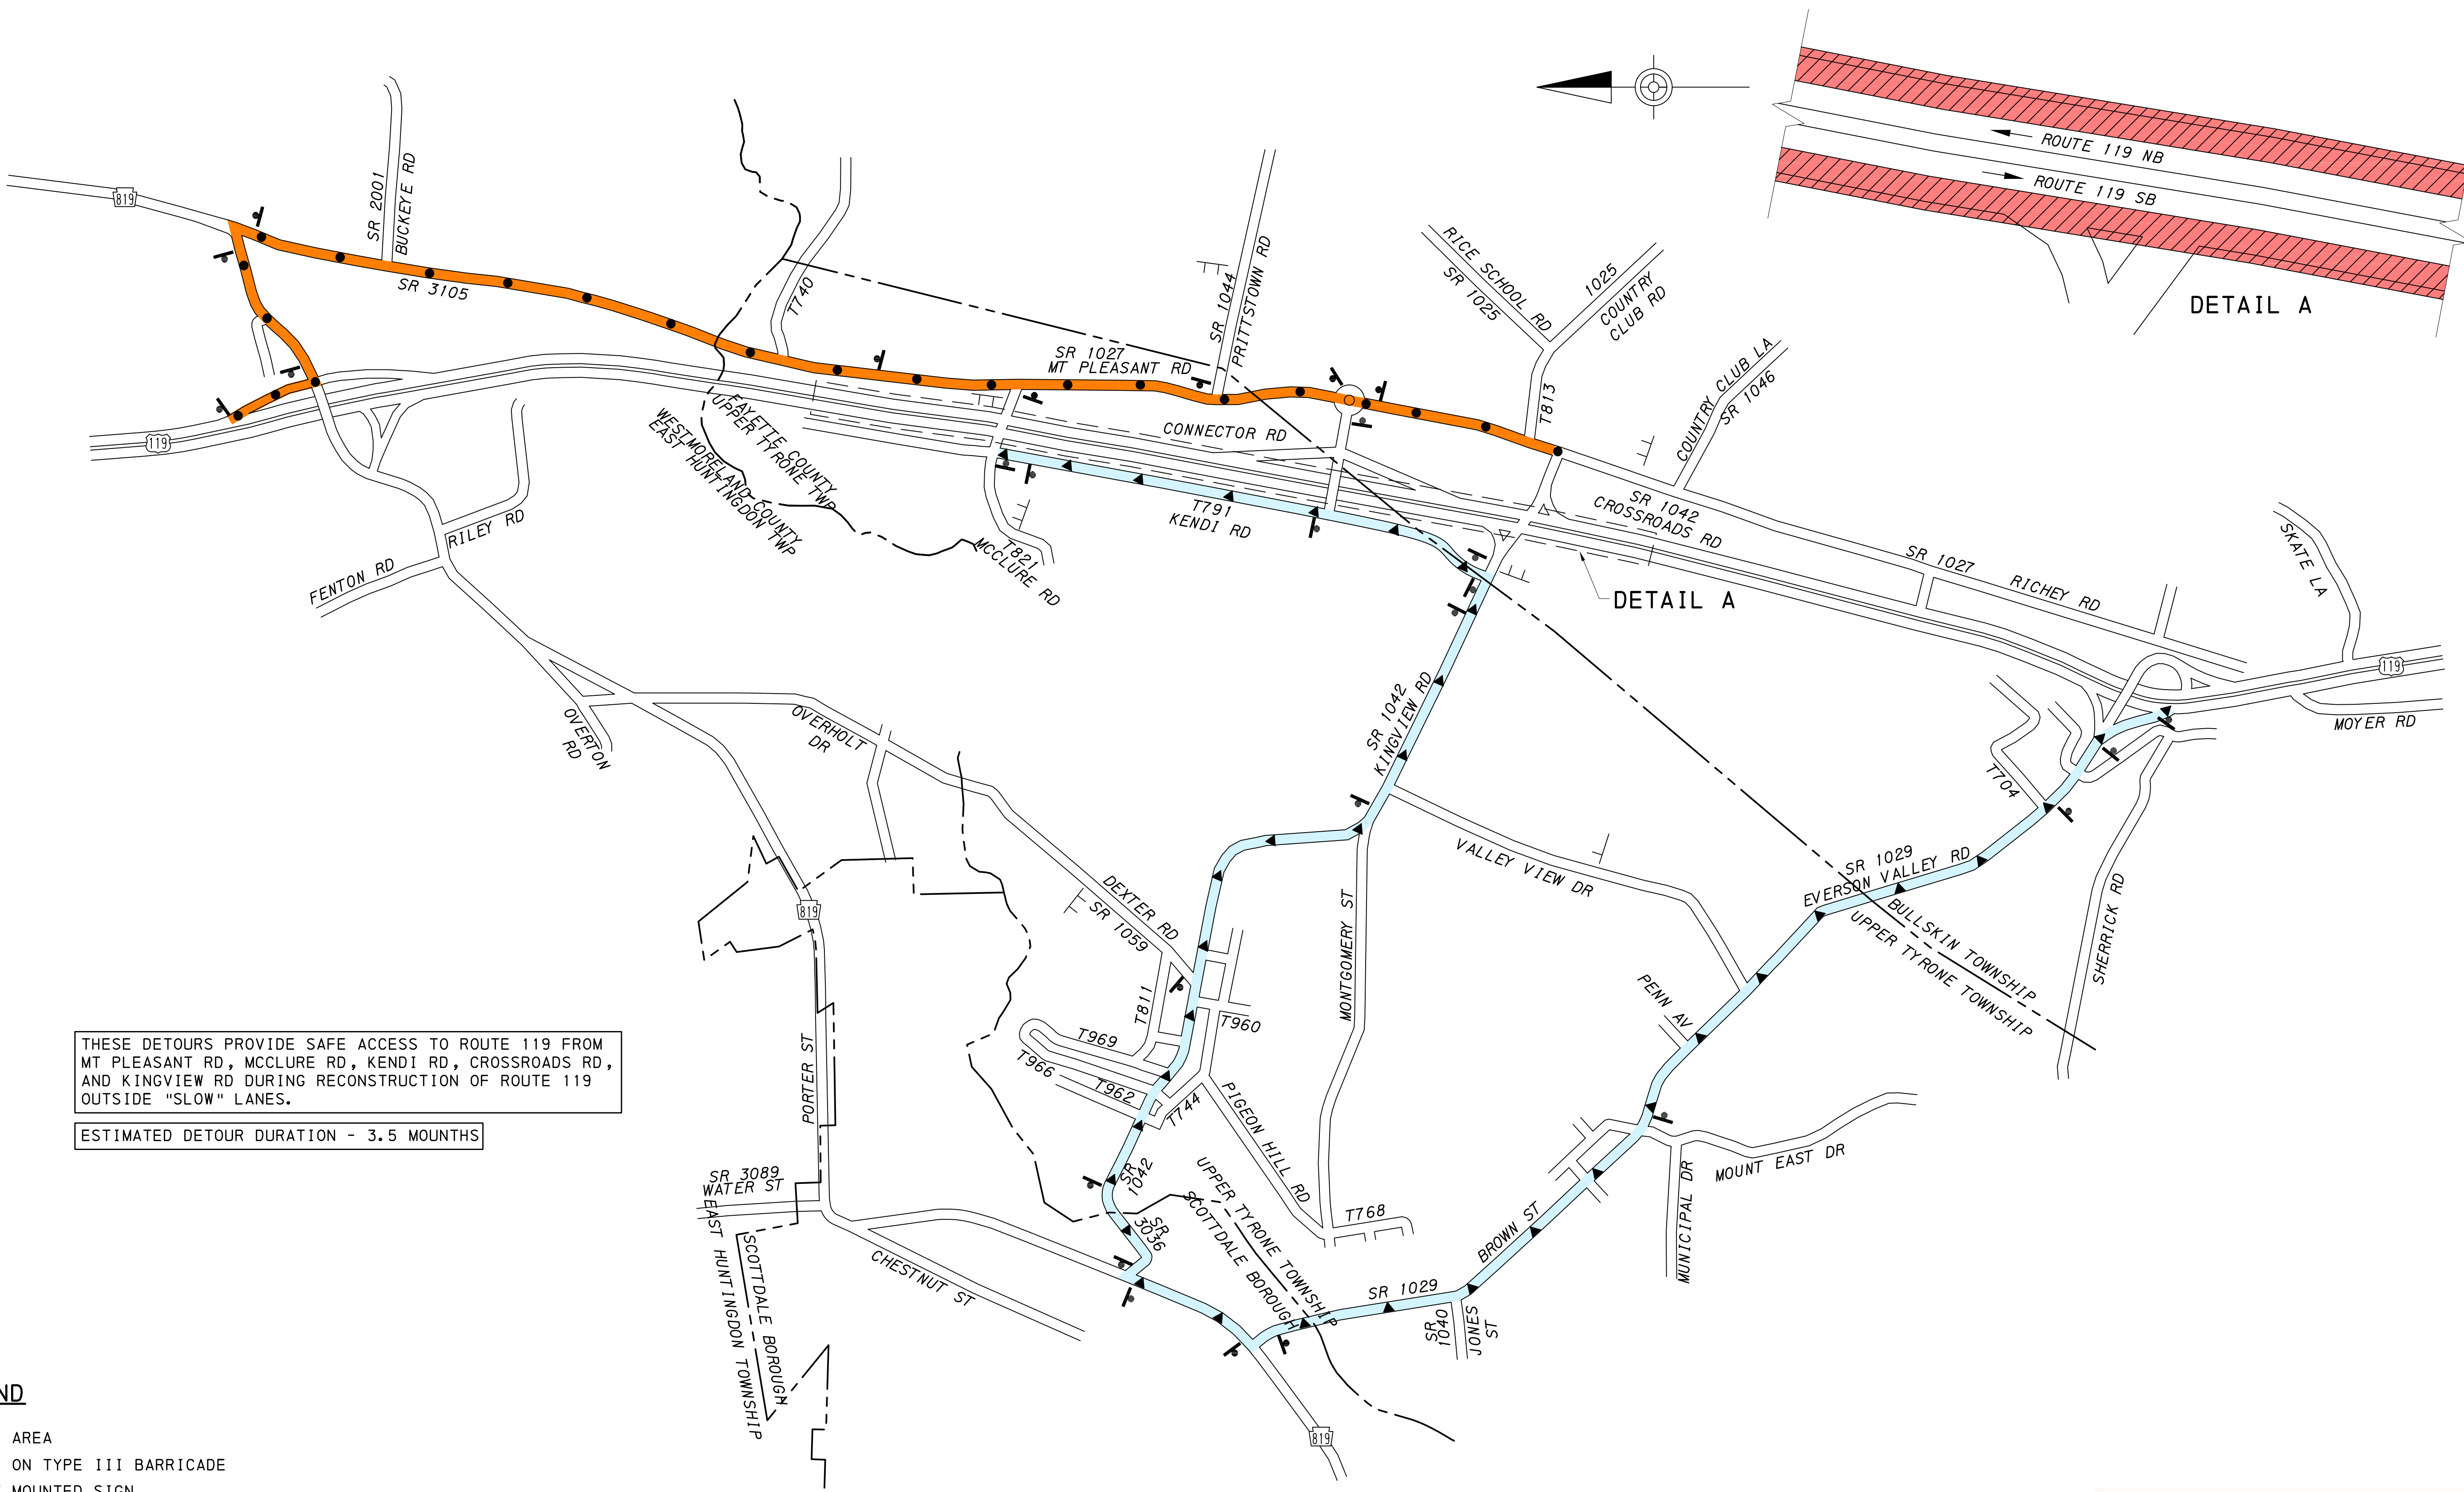 819
SR 2001
BUCKEYE RD
SR 3105
T740
SR 1044
PRITTSTOWN RD
RICE SCHOOL RD
SR 1025
1025
COUNTRY
CLUB RD
ROUTE 119 NB
ROUTE 119 SB
DETAIL A
SR 1027
MT PLEASANT RD
T813
COUNTRY CLUB LA
SR 1046
119
CONNECTOR RD
FAYETTE COUNTY
UPPER TYRONE TWP
WESTMORELAND COUNTY
EAST HUNTINGDON TWP
T791
KENDI RD
SR 1042
CROSSROADS RD
SR 1027
RICHEY RD
SKATE LA
RILEY RD
FENTON RD
T821
MCCLURE RD
DETAIL A
119
MOYER RD
OVERTON
RD
OVERHOLT
DR
SR 1042
KINGVIEW RD
T704
VALLEY VIEW DR
SR 1029
EVERSON VALLEY RD
BULLSKIN TOWNSHIP
UPPER TYRONE TOWNSHIP
SHERRICK RD
819
DEXTER RD
SR 1059
MONTGOMERY ST
PENN AV
T811
T960
T969
T966
T962
T744
PORTER ST
PIGEON HILL RD
THESE DETOURS PROVIDE SAFE ACCESS TO ROUTE 119 FROM
MT PLEASANT RD, MCCLURE RD, KENDI RD, CROSSROADS RD,
AND KINGVIEW RD DURING RECONSTRUCTION OF ROUTE 119
OUTSIDE "SLOW" LANES.
ESTIMATED DETOUR DURATION - 3.5 MOUNTHS
SR 3089
WATER ST
SR
1042
SR
3036
UPPER TYRONE TOWNSHIP
SCOTTDALE BOROUGH
T768
MOUNT EAST DR
MUNICIPAL DR
BROWN ST
SR 1029
SR
1040
JONES
ST
CHESTNUT ST
EAST HUNTINGDON TOWNSHIP
SCOTTDALE BOROUGH
819
ND
AREA
ON TYPE III BARRICADE
MOUNTED SIGN